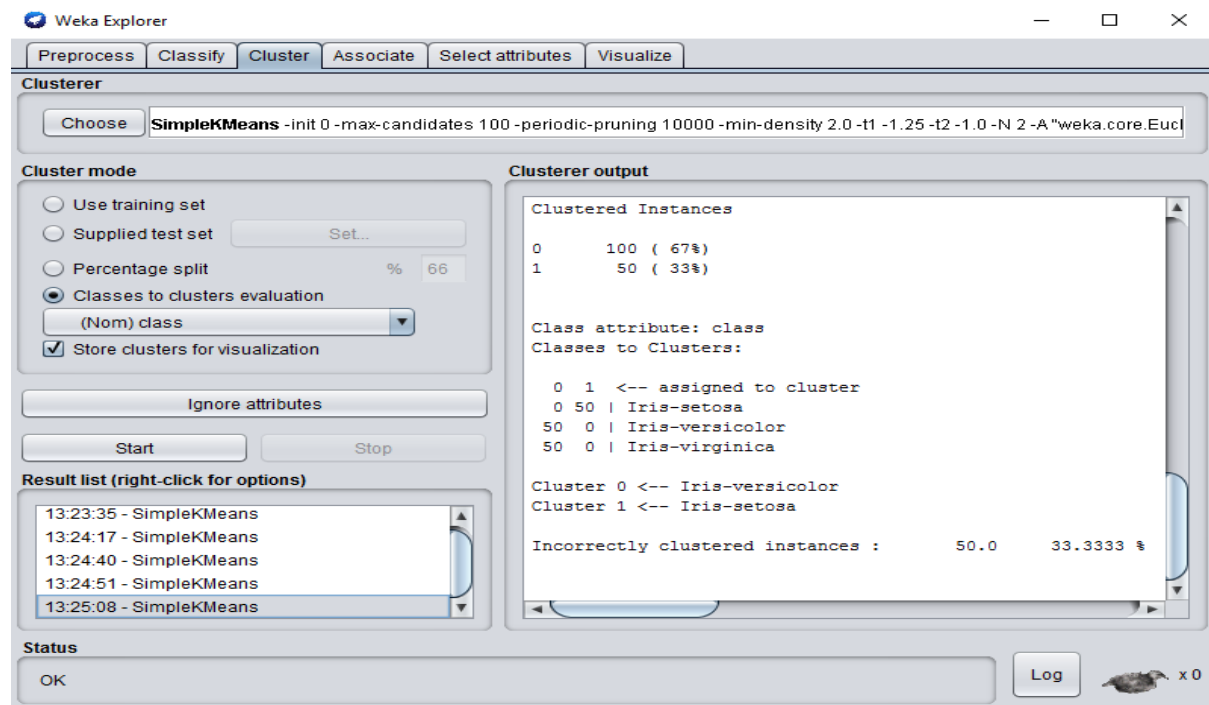 Weka Explorer
Preprocess Classify Cluster Associate Select attributes Visualize
Clusterer
Choose SimpleKMeans -init 0 -max-candidates 100 -periodic-pruning 10000 -min-density 2.0 -t1 -1.25 -t2 -1.0 -N 2 -A "weka.core.Eucl
Cluster mode
Use training set
Supplied test set Set...
Percentage split % 66
Classes to clusters evaluation
(Nom) class
Store clusters for visualization
Ignore attributes
Start Stop
Result list (right-click for options)
13:23:35 - SimpleKMeans
13:24:17 - SimpleKMeans
13:24:40 - SimpleKMeans
13:24:51 - SimpleKMeans
13:25:08 - SimpleKMeans
Clusterer output
Clustered Instances
0 100 ( 67%)
1 50 ( 33%)
Class attribute: class
Classes to Clusters:
0 1 <-- assigned to cluster
0 50 | Iris-setosa
50 0 | Iris-versicolor
50 0 | Iris-virginica
Cluster 0 <-- Iris-versicolor
Cluster 1 <-- Iris-setosa
Incorrectly clustered instances : 50.0 33.3333 %
Status
OK
Log x 0